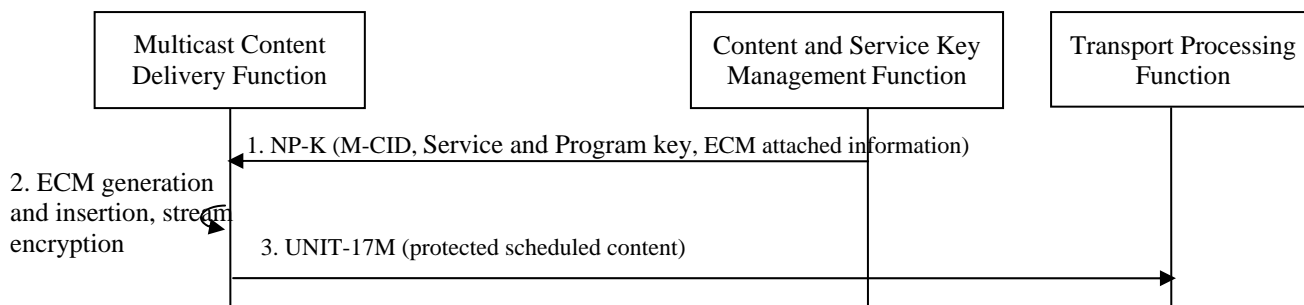 Multicast Content
Delivery Function
Content and Service Key
Management Function
Transport Processing
Function
1. NP-K (M-CID, Service and Program key, ECM attached information)
2. ECM generation
and insertion, stream
encryption
3. UNIT-17M (protected scheduled content)